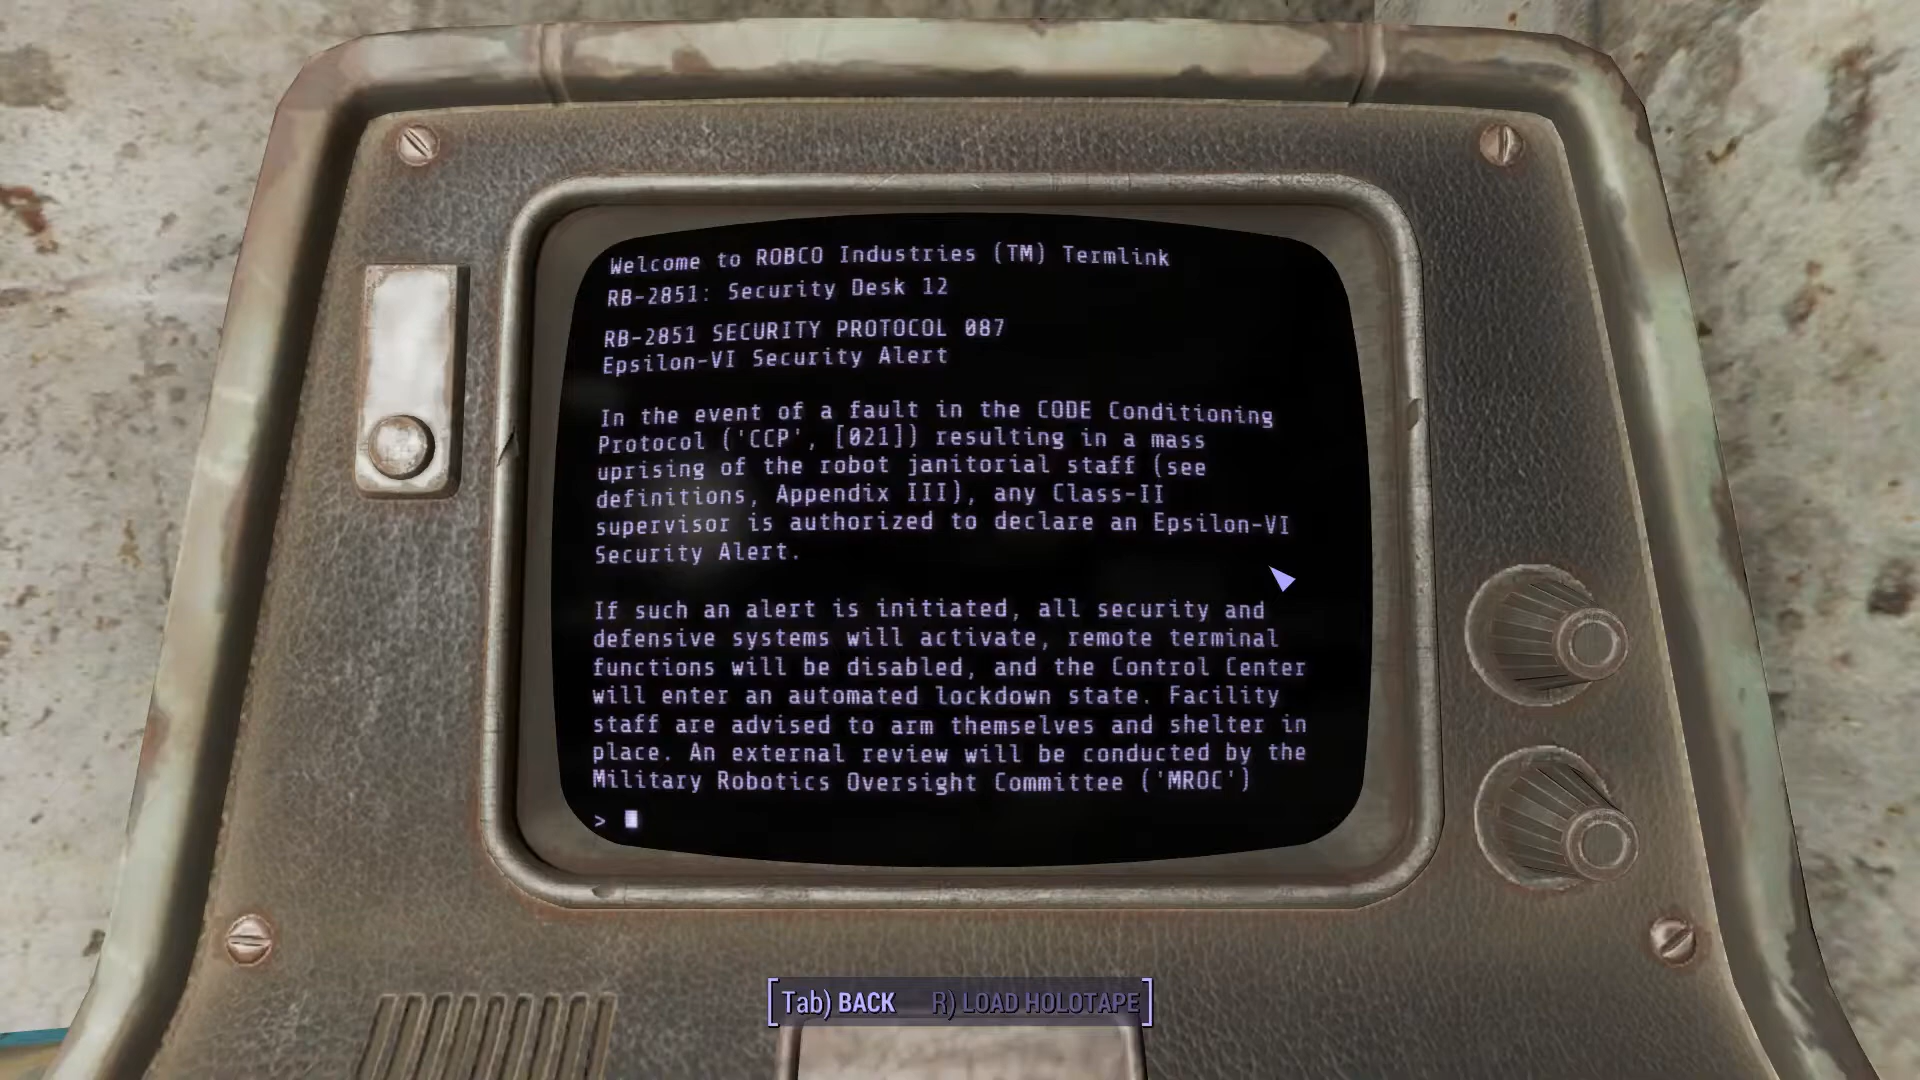 Welcome to ROBCO Industries (TM) Termlink
RB-2851: Security Desk 12
RB-2851 SECURITY PROTOCOL 087
Epsilon-VI Security Alert
In the event of a fault in the CODE Conditioning
Protocol ('CCP', [021]) resulting in a mass
uprising of the robot janitorial staff (see
definitions, Appendix III), any Class-II
supervisor is authorized to declare an Epsilon-VI
Security Alert.
If such an alert is initiated, all security and
defensive systems will activate, remote terminal
functions will be disabled, and the Control Center
will enter an automated lockdown state. Facility
staff are advised to arm themselves and shelter in
place. An external review will be conducted by the
Military Robotics Oversight Committee ('MROC')
>
Tab) BACK R) LOAD HOLOTAPE